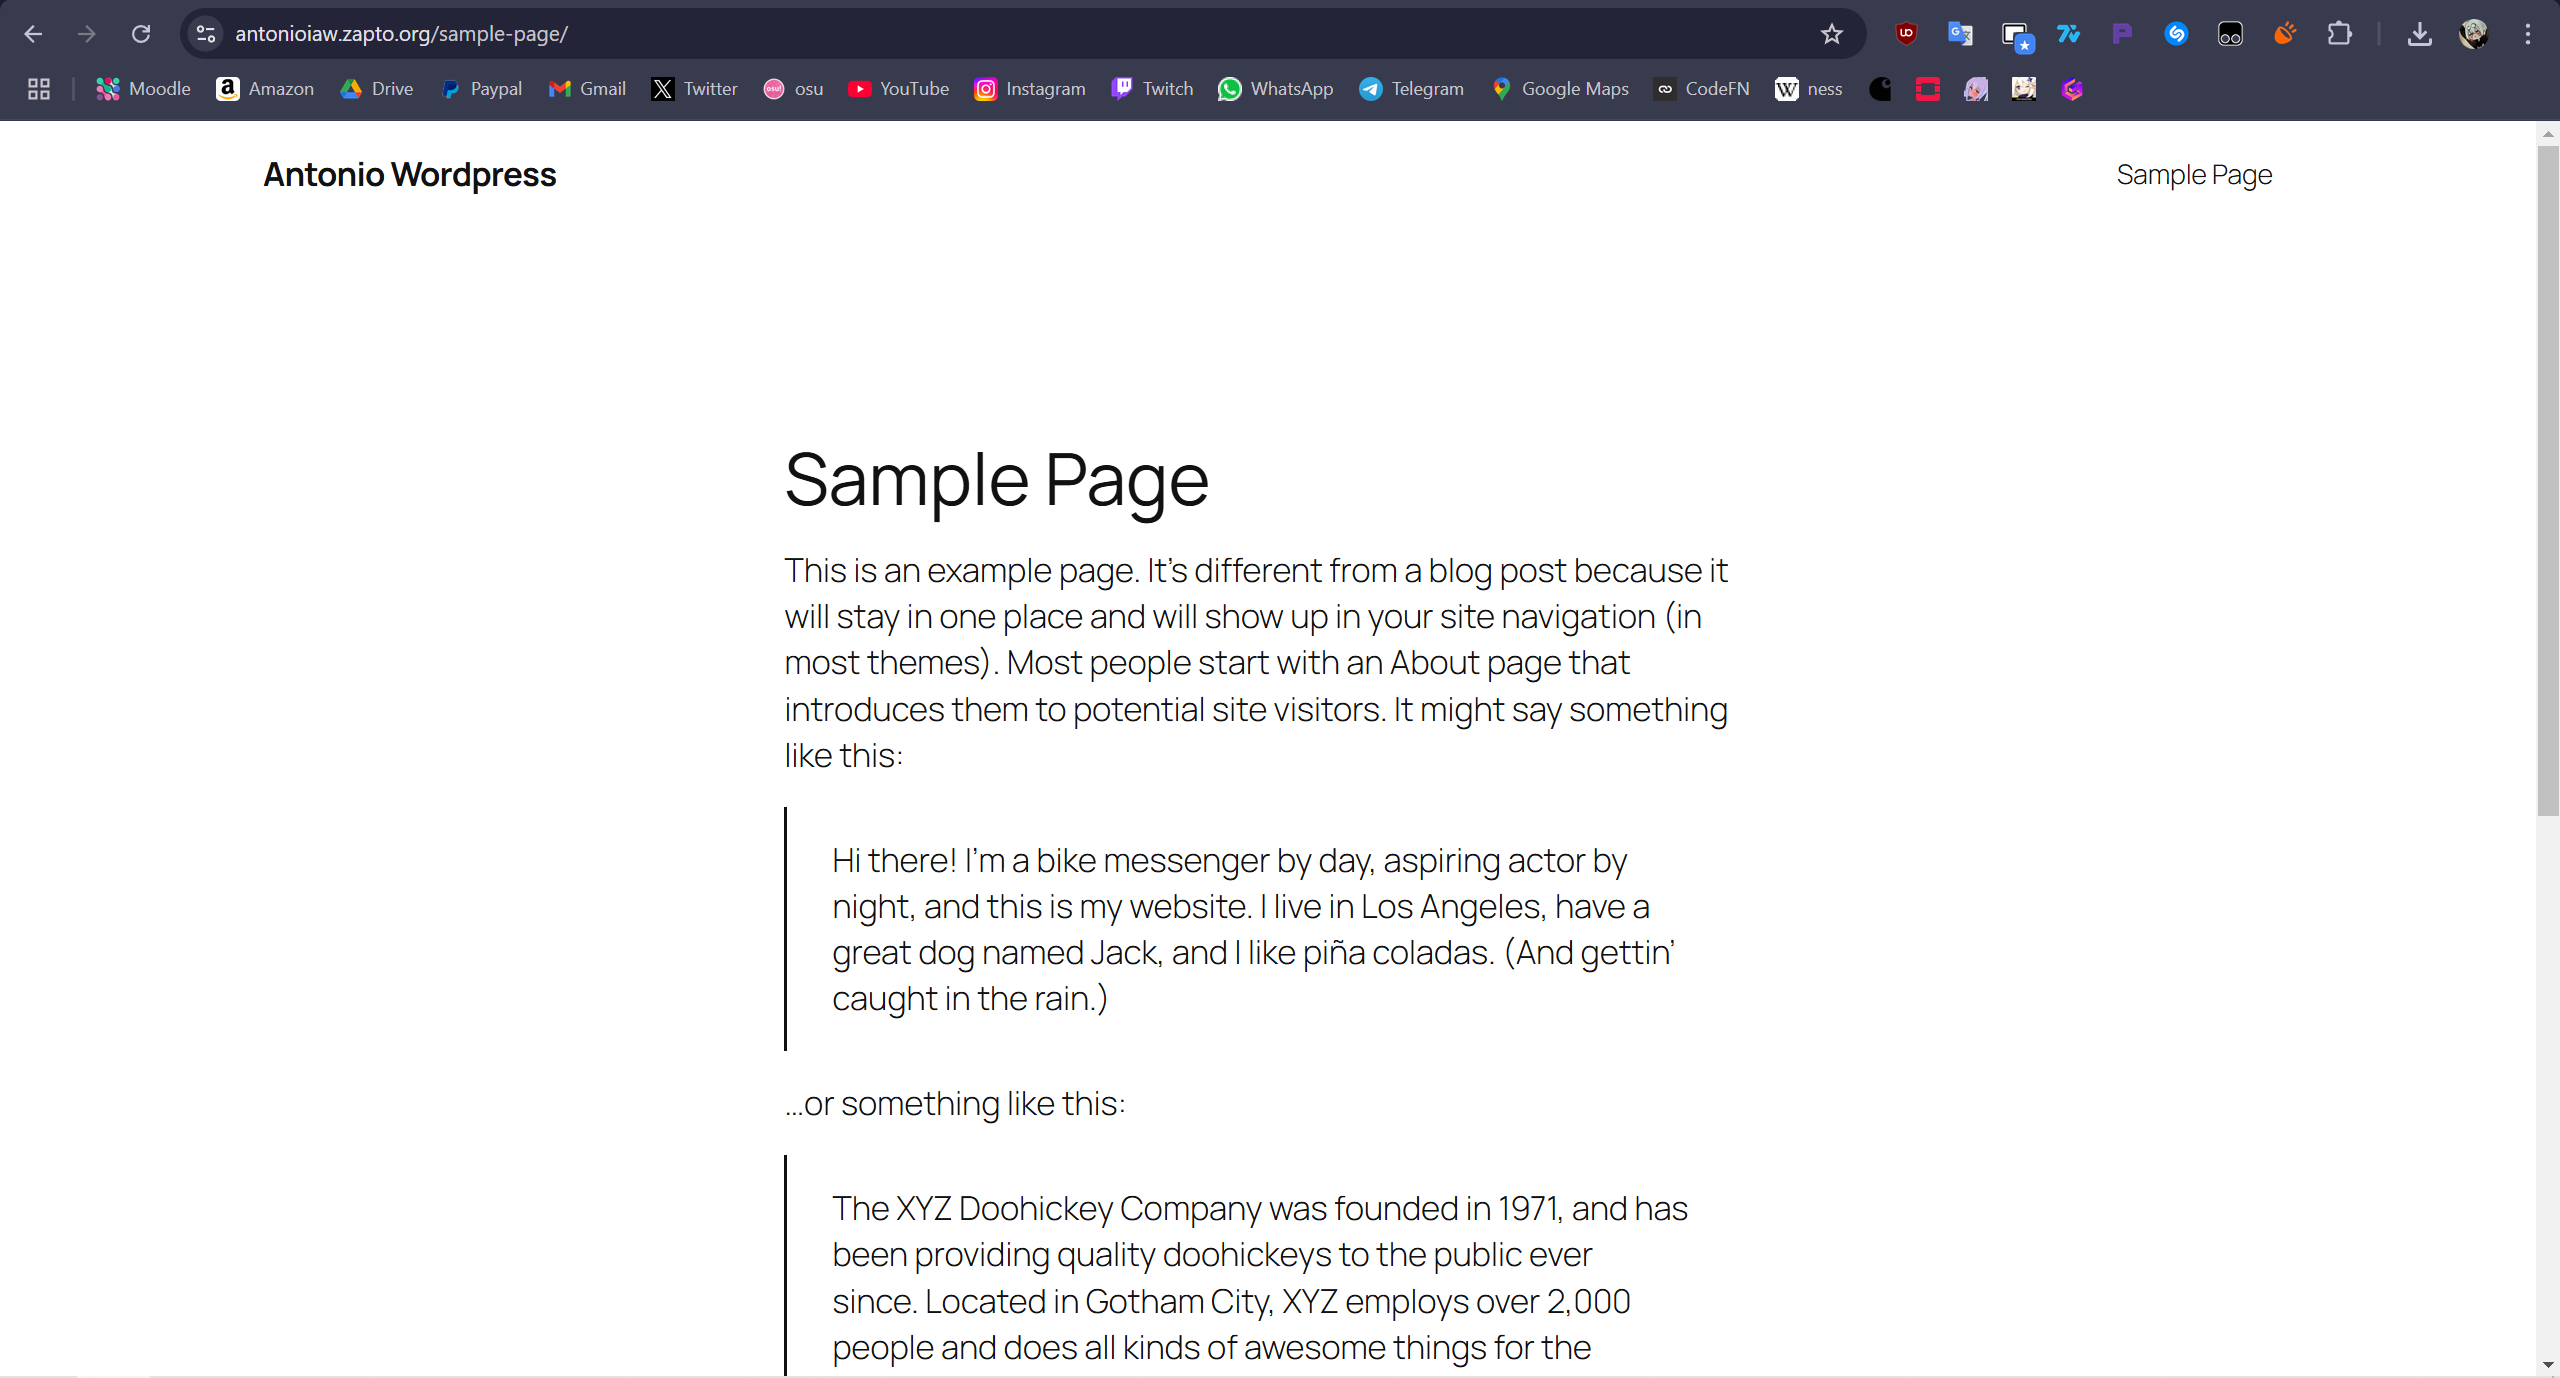 antonioiaw.zapto.org/sample-page/
Moodle Amazon Drive Paypal Gmail Twitter osu YouTube Instagram Twitch WhatsApp Telegram Google Maps CodeFN W ness
Antonio Wordpress
Sample Page
Sample Page
This is an example page. It’s different from a blog post because it
will stay in one place and will show up in your site navigation (in
most themes). Most people start with an About page that
introduces them to potential site visitors. It might say something
like this:
Hi there! I’m a bike messenger by day, aspiring actor by
night, and this is my website. I live in Los Angeles, have a
great dog named Jack, and I like piña coladas. (And gettin’
caught in the rain.)
…or something like this:
The XYZ Doohickey Company was founded in 1971, and has
been providing quality doohickeys to the public ever
since. Located in Gotham City, XYZ employs over 2,000
people and does all kinds of awesome things for the